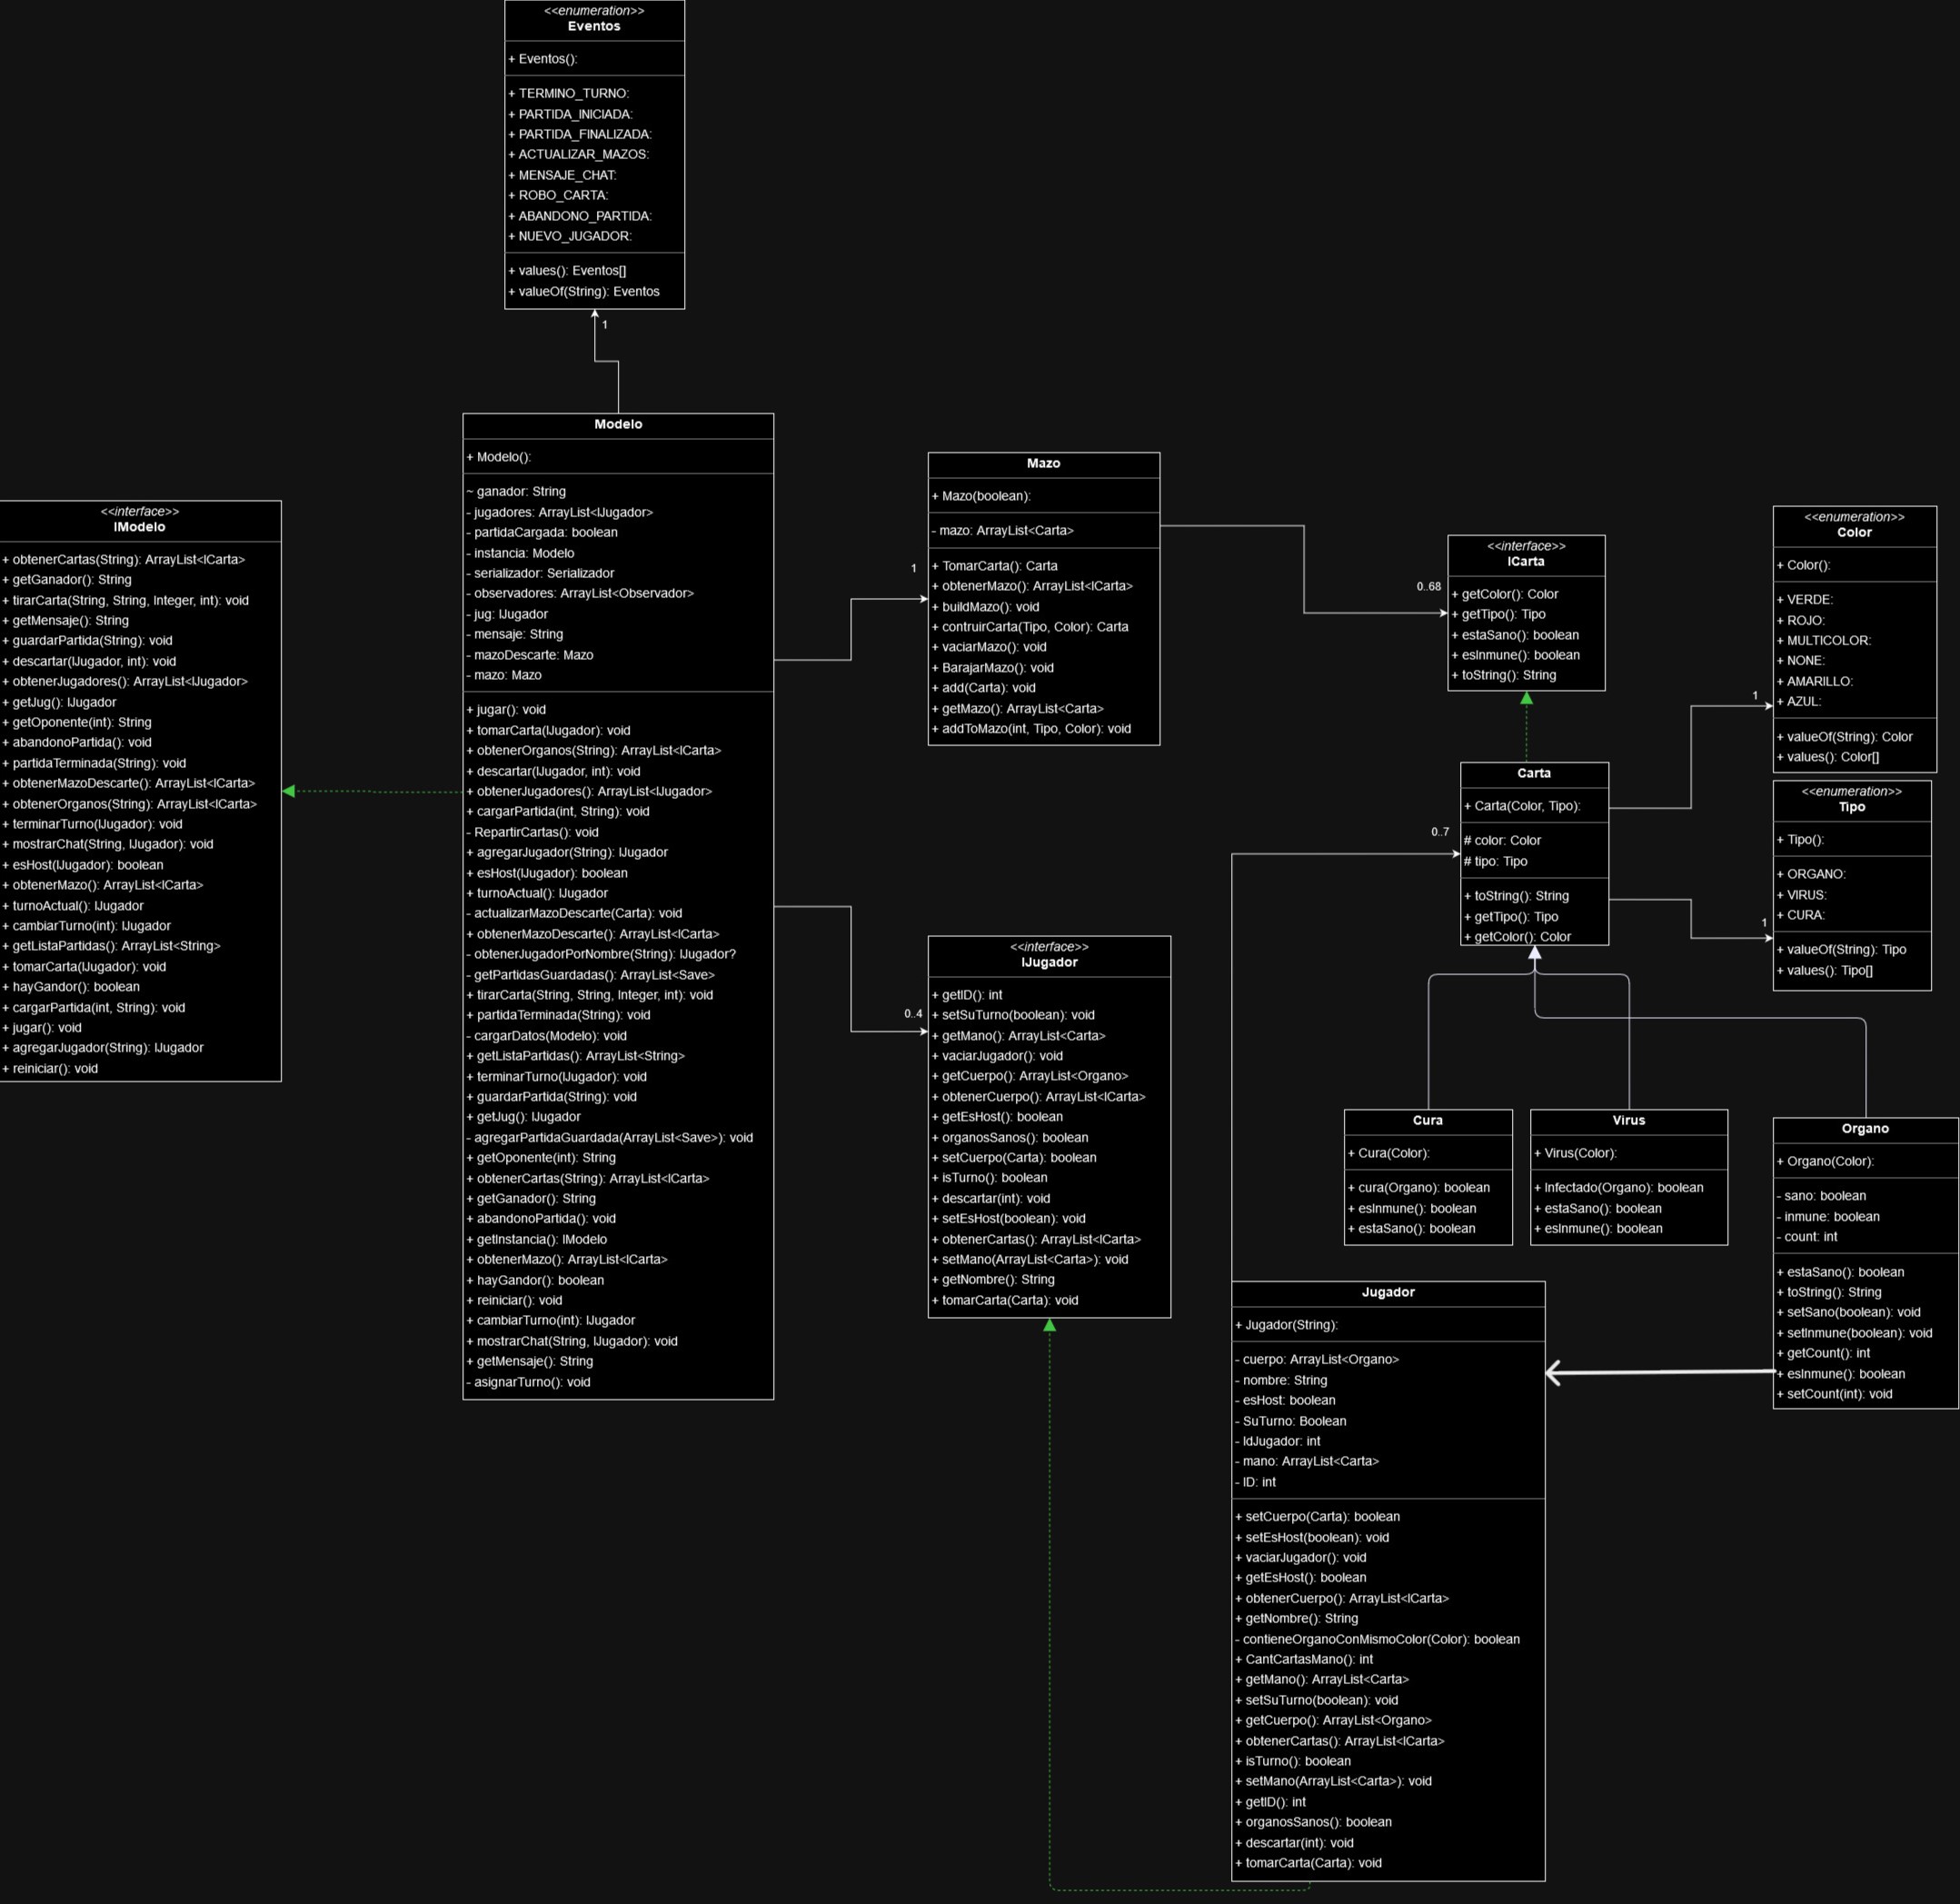 <<enumeration>>
Eventos
+ Eventos():
+ TERMINO_TURNO:
+ PARTIDA_INICIADA:
+ PARTIDA_FINALIZADA:
+ ACTUALIZAR_MAZOS:
+ MENSAJE_CHAT:
+ ROBO_CARTA:
+ ABANDONO_PARTIDA:
+ NUEVO_JUGADOR:
+ values(): Eventos[]
+ valueOf(String): Eventos
1
<<interface>>
IModelo
+ obtenerCartas(String): ArrayList<ICarta>
+ getGanador(): String
+ tirarCarta(String, String, Integer, int): void
+ getMensaje(): String
+ guardarPartida(String): void
+ descartar(IJugador, int): void
+ obtenerJugadores(): ArrayList<IJugador>
+ getJug(): IJugador
+ getOponente(int): String
+ abandonoPartida(): void
+ partidaTerminada(String): void
+ obtenerMazoDescarte(): ArrayList<ICarta>
+ obtenerOrganos(String): ArrayList<ICarta>
+ terminarTurno(IJugador): void
+ mostrarChat(String, IJugador): void
+ esHost(IJugador): boolean
+ obtenerMazo(): ArrayList<ICarta>
+ turnoActual(): IJugador
+ cambiarTurno(int): IJugador
+ getListaPartidas(): ArrayList<String>
+ tomarCarta(IJugador): void
+ hayGandor(): boolean
+ cargarPartida(int, String): void
+ jugar(): void
+ agregarJugador(String): IJugador
+ reiniciar(): void
Modelo
+ Modelo():
~ ganador: String
- jugadores: ArrayList<IJugador>
- partidaCargada: boolean
- instancia: Modelo
- serializador: Serializador
- observadores: ArrayList<Observador>
- jug: IJugador
- mensaje: String
- mazoDescarte: Mazo
- mazo: Mazo
+ jugar(): void
+ tomarCarta(IJugador): void
+ obtenerOrganos(String): ArrayList<ICarta>
+ descartar(IJugador, int): void
+ obtenerJugadores(): ArrayList<IJugador>
+ cargarPartida(int, String): void
- RepartirCartas(): void
+ agregarJugador(String): IJugador
+ esHost(IJugador): boolean
+ turnoActual(): IJugador
- actualizarMazoDescarte(Carta): void
+ obtenerMazoDescarte(): ArrayList<ICarta>
- obtenerJugadorPorNombre(String): IJugador?
- getPartidasGuardadas(): ArrayList<Save>
+ tirarCarta(String, String, Integer, int): void
+ partidaTerminada(String): void
- cargarDatos(Modelo): void
+ getListaPartidas(): ArrayList<String>
+ terminarTurno(IJugador): void
+ guardarPartida(String): void
+ getJug(): IJugador
- agregarPartidaGuardada(ArrayList<Save>): void
+ getOponente(int): String
+ obtenerCartas(String): ArrayList<ICarta>
+ getGanador(): String
+ abandonoPartida(): void
+ getInstancia(): IModelo
+ obtenerMazo(): ArrayList<ICarta>
+ hayGandor(): boolean
+ reiniciar(): void
+ cambiarTurno(int): IJugador
+ mostrarChat(String, IJugador): void
+ getMensaje(): String
- asignarTurno(): void
1
Mazo
+ Mazo(boolean):
- mazo: ArrayList<Carta>
+ TomarCarta(): Carta
+ obtenerMazo(): ArrayList<ICarta>
+ buildMazo(): void
+ contruirCarta(Tipo, Color): Carta
+ vaciarMazo(): void
+ BarajarMazo(): void
+ add(Carta): void
+ getMazo(): ArrayList<Carta>
+ addToMazo(int, Tipo, Color): void
0..4
<<interface>>
IJugador
+ getID(): int
+ setSuTurno(boolean): void
+ getMano(): ArrayList<Carta>
+ vaciarJugador(): void
+ getCuerpo(): ArrayList<Organo>
+ obtenerCuerpo(): ArrayList<ICarta>
+ getEsHost(): boolean
+ organosSanos(): boolean
+ setCuerpo(Carta): boolean
+ isTurno(): boolean
+ descartar(int): void
+ setEsHost(boolean): void
+ obtenerCartas(): ArrayList<ICarta>
+ setMano(ArrayList<Carta>): void
+ getNombre(): String
+ tomarCarta(Carta): void
0..68
<<interface>>
ICarta
+ getColor(): Color
+ getTipo(): Tipo
+ estaSano(): boolean
+ esInmune(): boolean
+ toString(): String
0..7
Carta
+ Carta(Color, Tipo):
# color: Color
# tipo: Tipo
+ toString(): String
+ getTipo(): Tipo
+ getColor(): Color
1
<<enumeration>>
Color
+ Color():
+ VERDE:
+ ROJO:
+ MULTICOLOR:
+ NONE:
+ AMARILLO:
+ AZUL:
+ valueOf(String): Color
+ values(): Color[]
1
<<enumeration>>
Tipo
+ Tipo():
+ ORGANO:
+ VIRUS:
+ CURA:
+ valueOf(String): Tipo
+ values(): Tipo[]
Cura
+ Cura(Color):
+ cura(Organo): boolean
+ esInmune(): boolean
+ estaSano(): boolean
Virus
+ Virus(Color):
+ Infectado(Organo): boolean
+ estaSano(): boolean
+ esInmune(): boolean
Organo
+ Organo(Color):
- sano: boolean
- inmune: boolean
- count: int
+ estaSano(): boolean
+ toString(): String
+ setSano(boolean): void
+ setInmune(boolean): void
+ getCount(): int
+ esInmune(): boolean
+ setCount(int): void
Jugador
+ Jugador(String):
- cuerpo: ArrayList<Organo>
- nombre: String
- esHost: boolean
- SuTurno: Boolean
- IdJugador: int
- mano: ArrayList<Carta>
- ID: int
+ setCuerpo(Carta): boolean
+ setEsHost(boolean): void
+ vaciarJugador(): void
+ getEsHost(): boolean
+ obtenerCuerpo(): ArrayList<ICarta>
+ getNombre(): String
- contieneOrganoConMismoColor(Color): boolean
+ CantCartasMano(): int
+ getMano(): ArrayList<Carta>
+ setSuTurno(boolean): void
+ getCuerpo(): ArrayList<Organo>
+ obtenerCartas(): ArrayList<ICarta>
+ isTurno(): boolean
+ setMano(ArrayList<Carta>): void
+ getID(): int
+ organosSanos(): boolean
+ descartar(int): void
+ tomarCarta(Carta): void